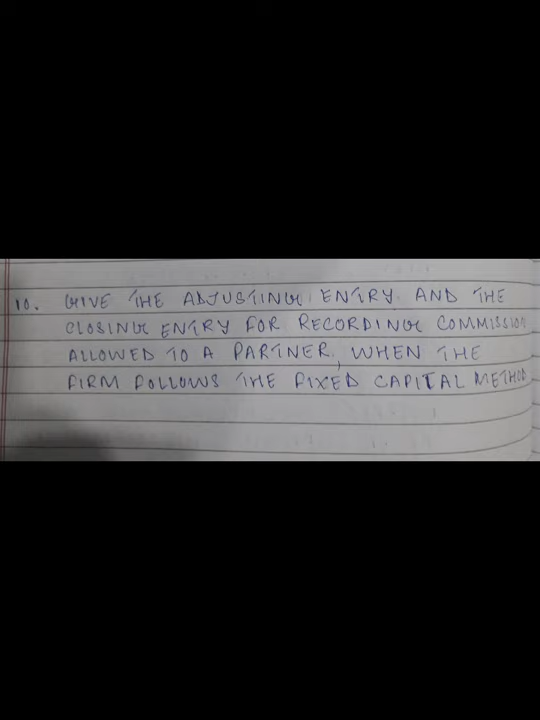 10. GIVE THE ADJUSTING ENTRY AND THE
CLOSING ENTRY FOR RECORDING COMMISSION
ALLOWED TO A PARTNER, WHEN THE
FIRM FOLLOWS THE FIXED CAPITAL METHOD